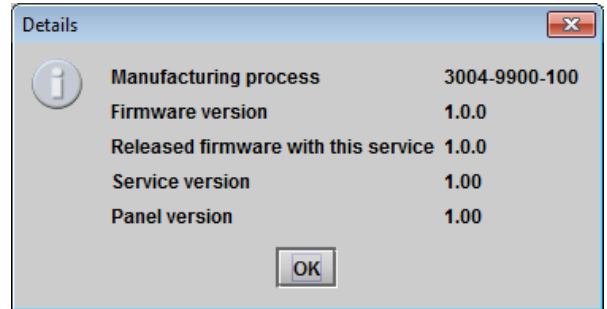 Details
Manufacturing process 3004-9900-100
Firmware version 1.0.0
Released firmware with this service 1.0.0
Service version 1.00
Panel version 1.00
OK